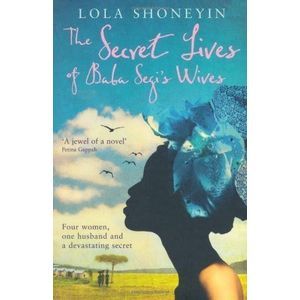 LOLA SHONEYIN
The Secret Lives
of Baba Segi's Wives
'A jewel of a novel'
Petina Gappah
Four women,
one husband and
a devastating secret